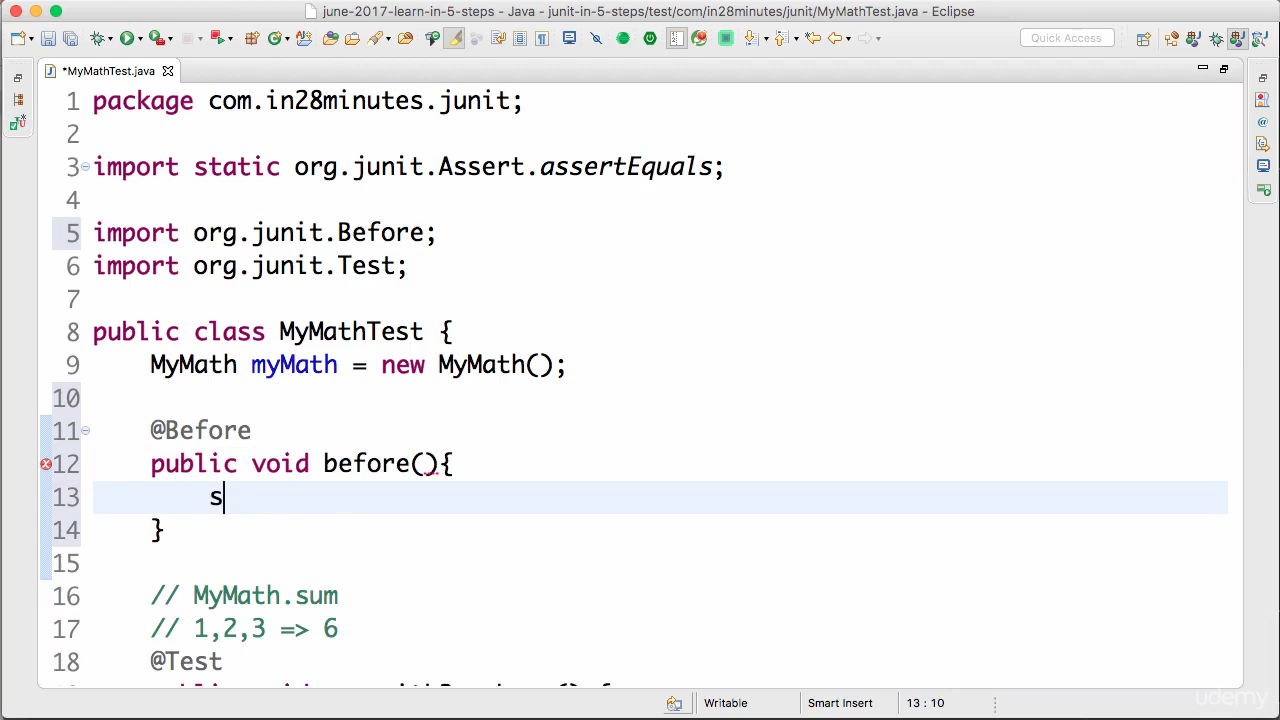 june-2017-learn-in-5-steps - Java - junit-in-5-steps/test/com/in28minutes/junit/MyMathTest.java - Eclipse
Quick Access
*MyMathTest.java
1 package com.in28minutes.junit;
2
3 import static org.junit.Assert.assertEquals;
4
5 import org.junit.Before;
6 import org.junit.Test;
7
8 public class MyMathTest {
9 MyMath myMath = new MyMath();
10
11 @Before
12 public void before(){
13 s
14 }
15
16 // MyMath.sum
17 // 1,2,3 => 6
18 @Test
Writable Smart Insert 13 : 10
udemy